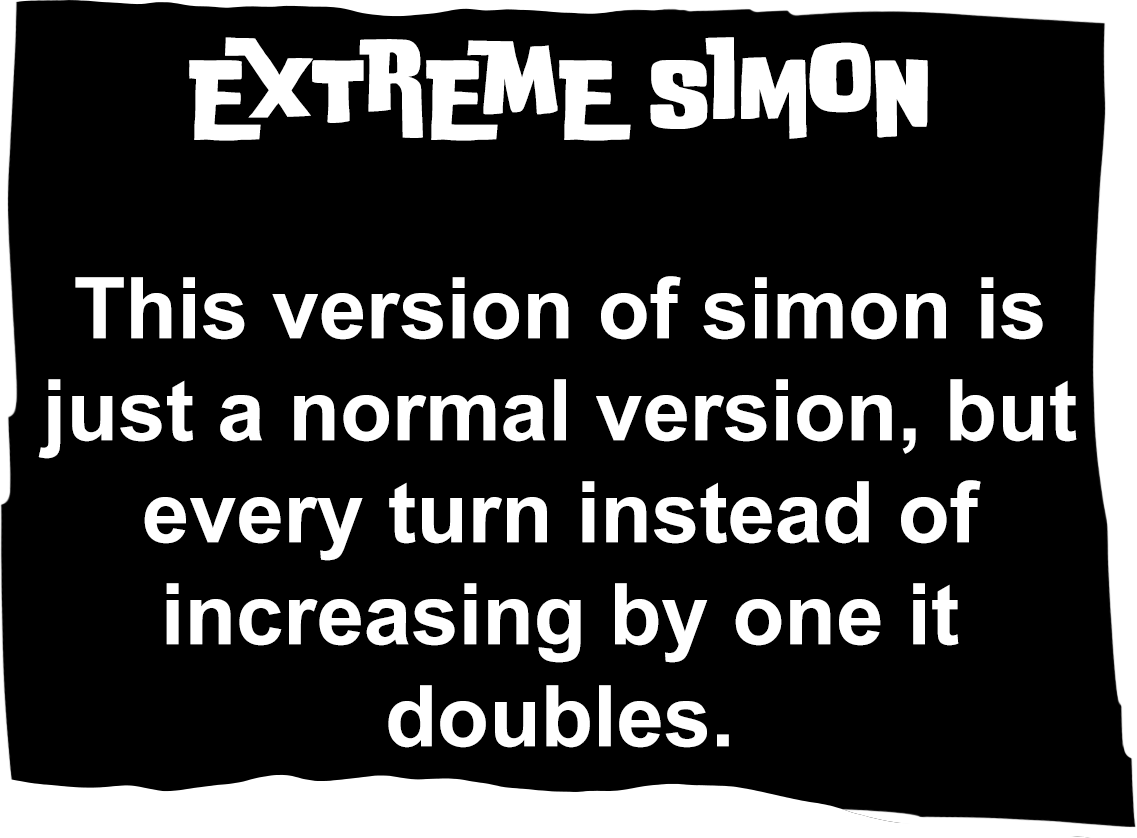 EXTREME SIMON
This version of simon is
just a normal version, but
every turn instead of
increasing by one it
doubles.